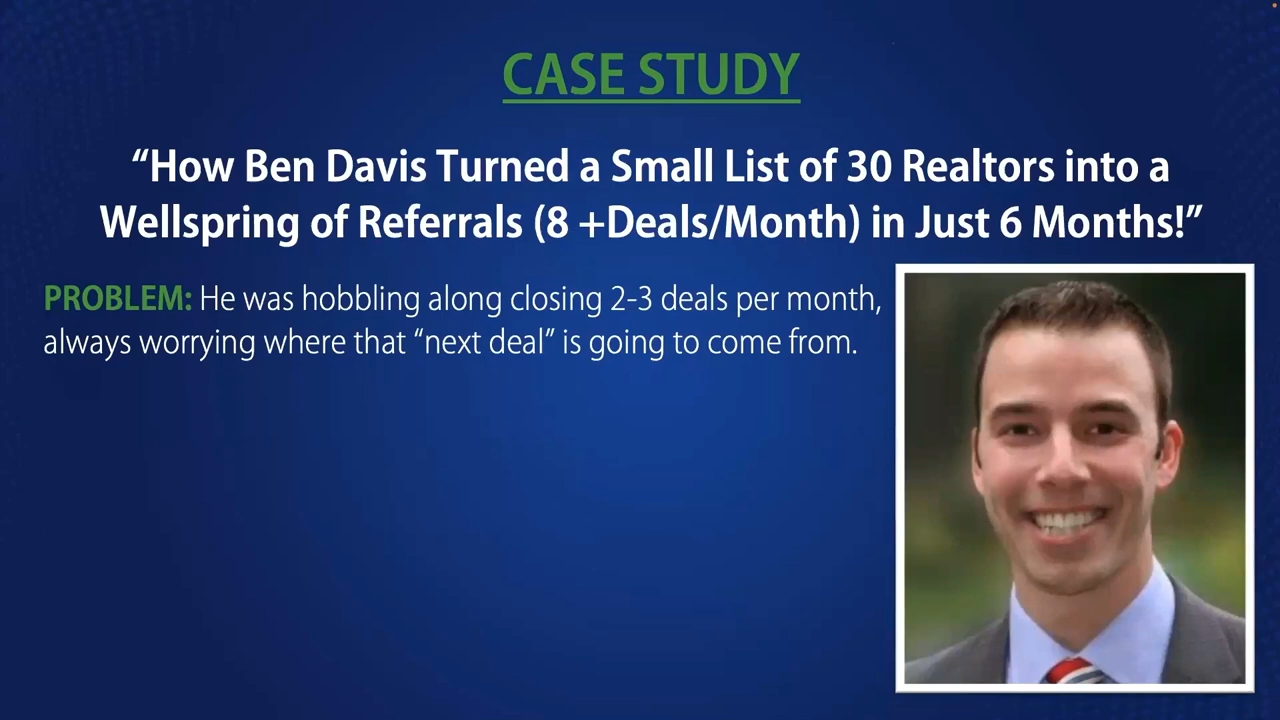 CASE STUDY
“How Ben Davis Turned a Small List of 30 Realtors into a
Wellspring of Referrals (8 +Deals/Month) in Just 6 Months!”
PROBLEM: He was hobbling along closing 2-3 deals per month,
always worrying where that “next deal” is going to come from.